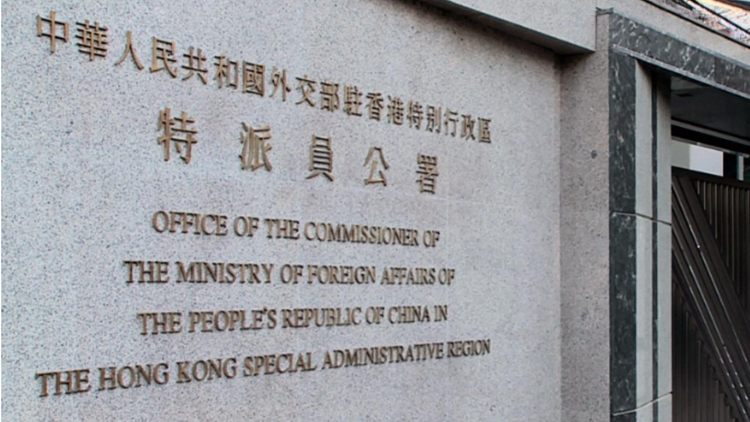 中華人民共和國外交部駐香港特別行政區
特派員公署
OFFICE OF THE COMMISSIONER OF
THE MINISTRY OF FOREIGN AFFAIRS OF
THE PEOPLE'S REPUBLIC OF CHINA IN
THE HONG KONG SPECIAL ADMINISTRATIVE REGION